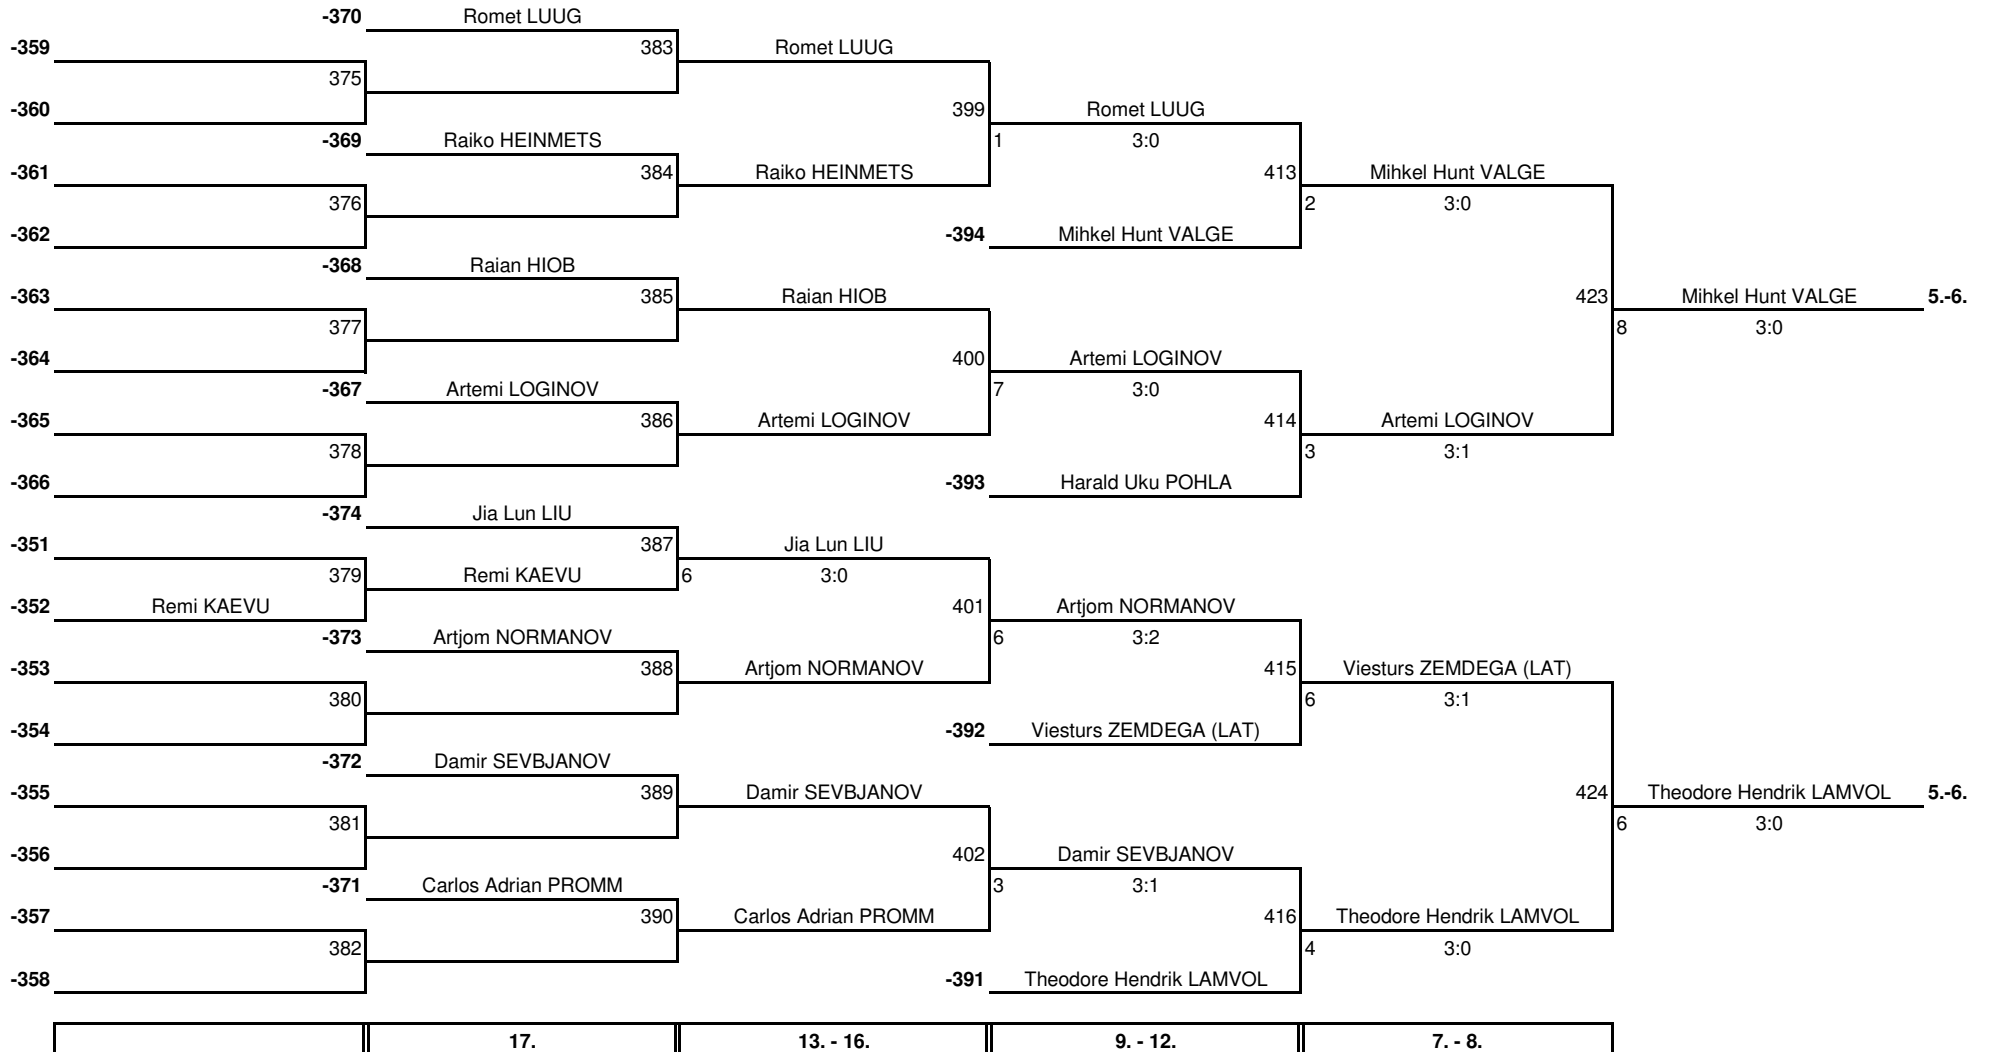 -370 Romet LUUG
-359 383 Romet LUUG
375
-360 399 Romet LUUG
-369 Raiko HEINMETS 1 3:0
-361 384 Raiko HEINMETS 413 Mihkel Hunt VALGE
376 2 3:0
-362 -394 Mihkel Hunt VALGE
-368 Raian HIOB
-363 385 Raian HIOB 423 Mihkel Hunt VALGE 5.-6.
377 8 3:0
-364 400 Artemi LOGINOV
-367 Artemi LOGINOV 7 3:0
-365 386 Artemi LOGINOV 414 Artemi LOGINOV
378 3 3:1
-366 -393 Harald Uku POHLA
-374 Jia Lun LIU
-351 387 Jia Lun LIU
379 Remi KAEVU 6 3:0
-352 Remi KAEVU 401 Artjom NORMANOV
-373 Artjom NORMANOV 6 3:2
-353 388 Artjom NORMANOV 415 Viesturs ZEMDEGA (LAT)
380 6 3:1
-354 -392 Viesturs ZEMDEGA (LAT)
-372 Damir SEVBJANOV
-355 389 Damir SEVBJANOV 424 Theodore Hendrik LAMVOL 5.-6.
381 6 3:0
-356 402 Damir SEVBJANOV
-371 Carlos Adrian PROMM 3 3:1
-357 390 Carlos Adrian PROMM 416 Theodore Hendrik LAMVOL
382 4 3:0
-358 -391 Theodore Hendrik LAMVOL
17. 13. - 16. 9. - 12. 7. - 8.